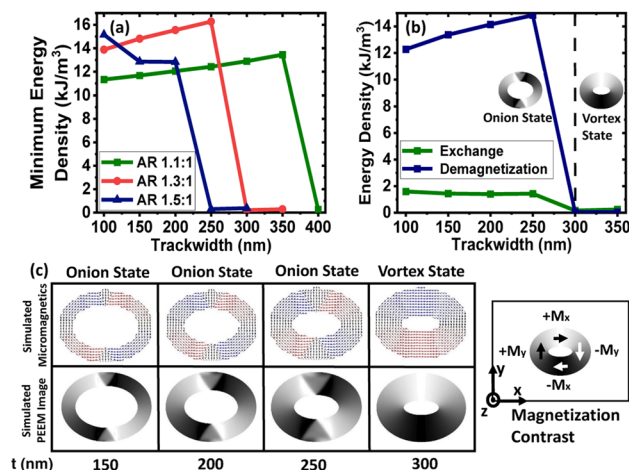 (a)
16
14
12
10
8
6
4
2
0
Minimum Energy
Density (kJ/m³)
AR 1.1:1
AR 1.3:1
AR 1.5:1
100 150 200 250 300 350 400
Trackwidth (nm)
(b)
14
12
10
8
6
4
2
0
Energy Density (kJ/m³)
Onion
State
Vortex
State
Exchange
Demagnetization
100 150 200 250 300 350
Trackwidth (nm)
(c)
Onion State Onion State Onion State Vortex State
Simulated
Micromagnetics
Simulated
PEEM Image
t (nm) 150 200 250 300
+Mx
+My -My
-Mx
y
z x
Magnetization
Contrast